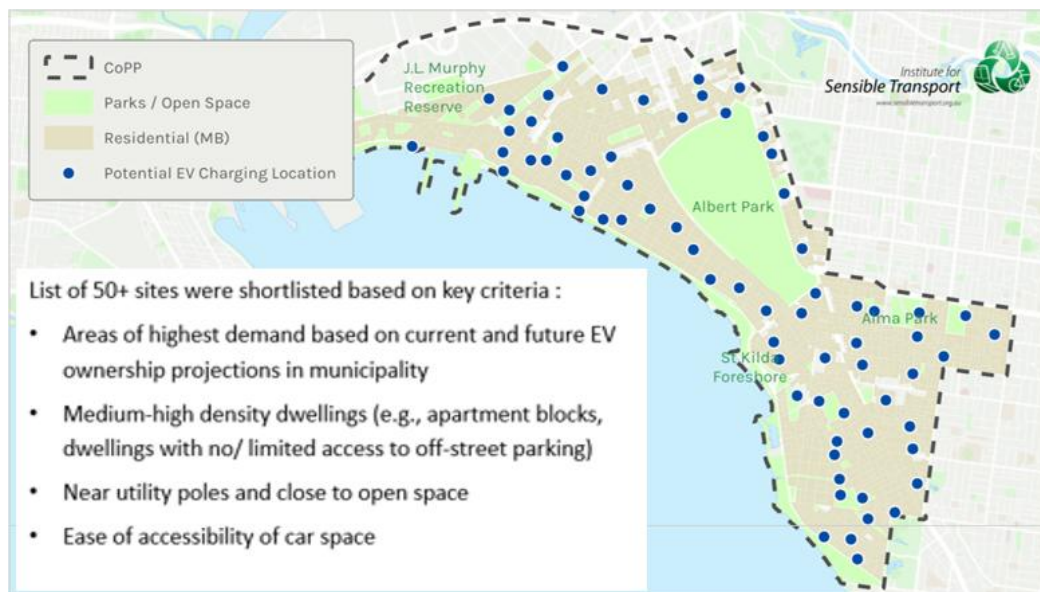 CoPP
Parks / Open Space
Residential (MB)
Potential EV Charging Location
J.L. Murphy
Recreation
Reserve
Institute for
Sensible Transport
www.sensibletransport.org.au
Albert Park
Alma Park
St Kilda
Foreshore
List of 50+ sites were shortlisted based on key criteria :
• Areas of highest demand based on current and future EV
ownership projections in municipality
• Medium-high density dwellings (e.g., apartment blocks,
dwellings with no/ limited access to off-street parking)
• Near utility poles and close to open space
• Ease of accessibility of car space